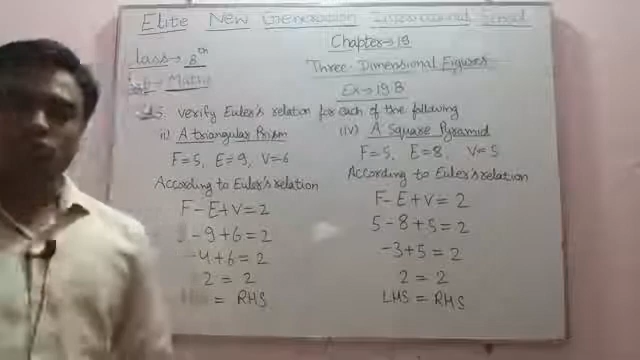 Elite New Generation International School
Chapter→19
Class→8th
Three-Dimensional Figures
Sub→Maths
Ex→19.B
5. Verify Euler's relation for each of the following
ii) A triangular Prism
F=5, E=9, V=6
According to Euler's relation
F-E+V=2
-9+6=2
-4+6=2
2=2
= RHS
(iv) A Square Pyramid
F=5, E=8, V=5
According to Euler's relation
F-E+V=2
5-8+5=2
-3+5=2
2=2
LHS = RHS